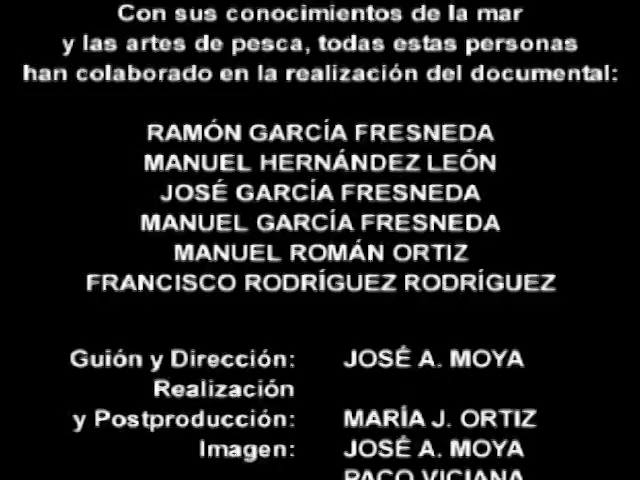 Con sus conocimientos de la mar
y las artes de pesca, todas estas personas
han colaborado en la realización del documental:
RAMÓN GARCÍA FRESNEDA
MANUEL HERNÁNDEZ LEÓN
JOSÉ GARCÍA FRESNEDA
MANUEL GARCÍA FRESNEDA
MANUEL ROMÁN ORTIZ
FRANCISCO RODRÍGUEZ RODRÍGUEZ
Guión y Dirección: JOSÉ A. MOYA
Realización
y Postproducción: MARÍA J. ORTIZ
Imagen: JOSÉ A. MOYA
PACO VICIANA